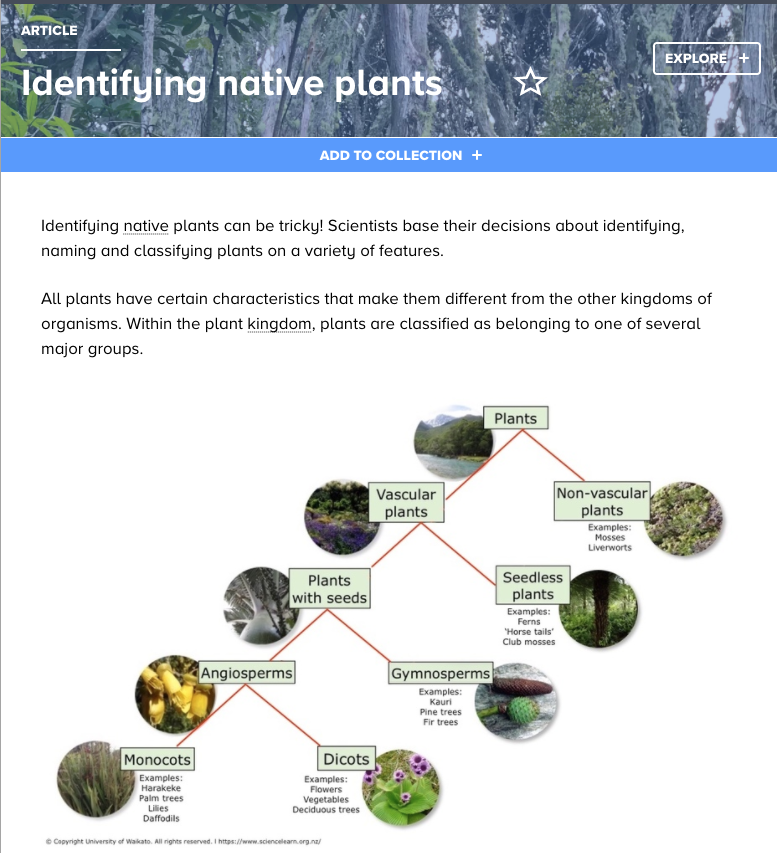 ARTICLE
Identifying native plants
EXPLORE +
ADD TO COLLECTION +
Identifying native plants can be tricky! Scientists base their decisions about identifying,
naming and classifying plants on a variety of features.
All plants have certain characteristics that make them different from the other kingdoms of
organisms. Within the plant kingdom, plants are classified as belonging to one of several
major groups.
Plants
Vascular
plants
Non-vascular
plants
Examples:
Mosses
Liverworts
Plants
with seeds
Seedless
plants
Examples:
Ferns
'Horse tails'
Club mosses
Angiosperms
Gymnosperms
Examples:
Kauri
Pine trees
Fir trees
Monocots
Examples:
Harakeke
Palm trees
Lilies
Daffodils
Dicots
Examples:
Flowers
Vegetables
Deciduous trees
© Copyright University of Waikato. All rights reserved. | https://www.sciencelearn.org.nz/